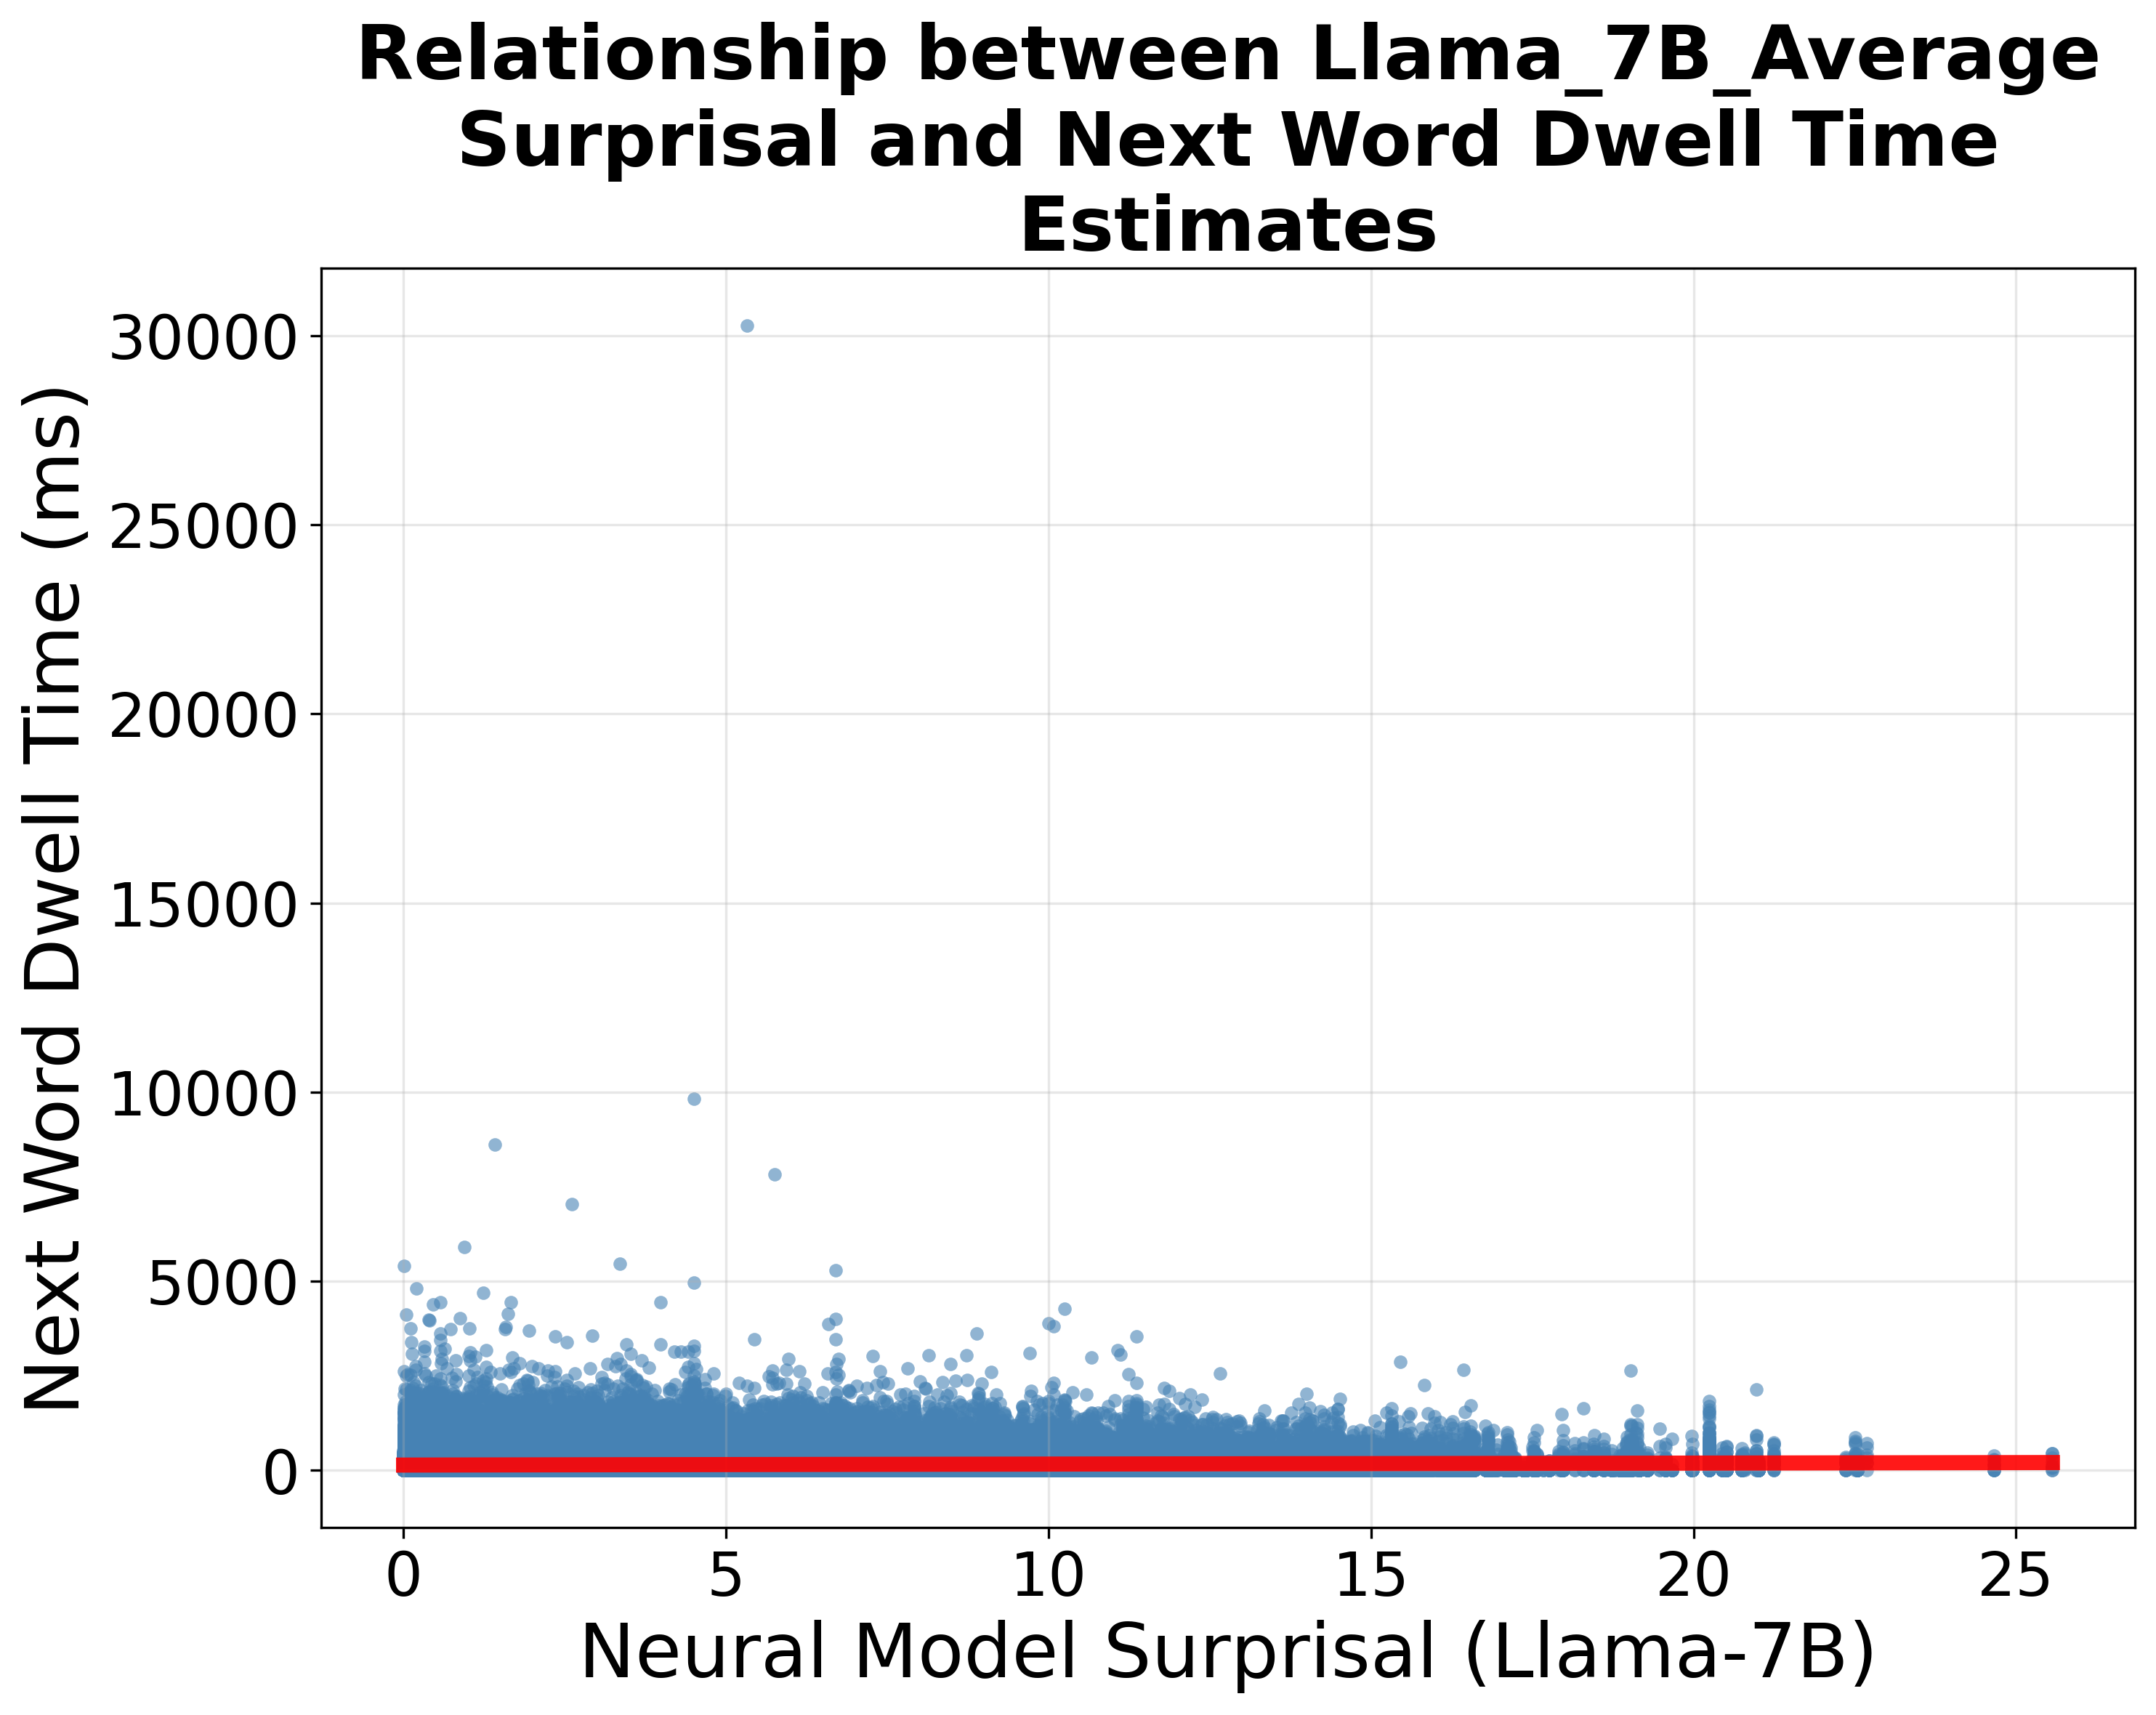 Relationship between Llama_7B_Average
Surprisal and Next Word Dwell Time
Estimates
30000
25000
20000
15000
10000
5000
0
Next Word Dwell Time (ms)
0 5 10 15 20 25
Neural Model Surprisal (Llama-7B)